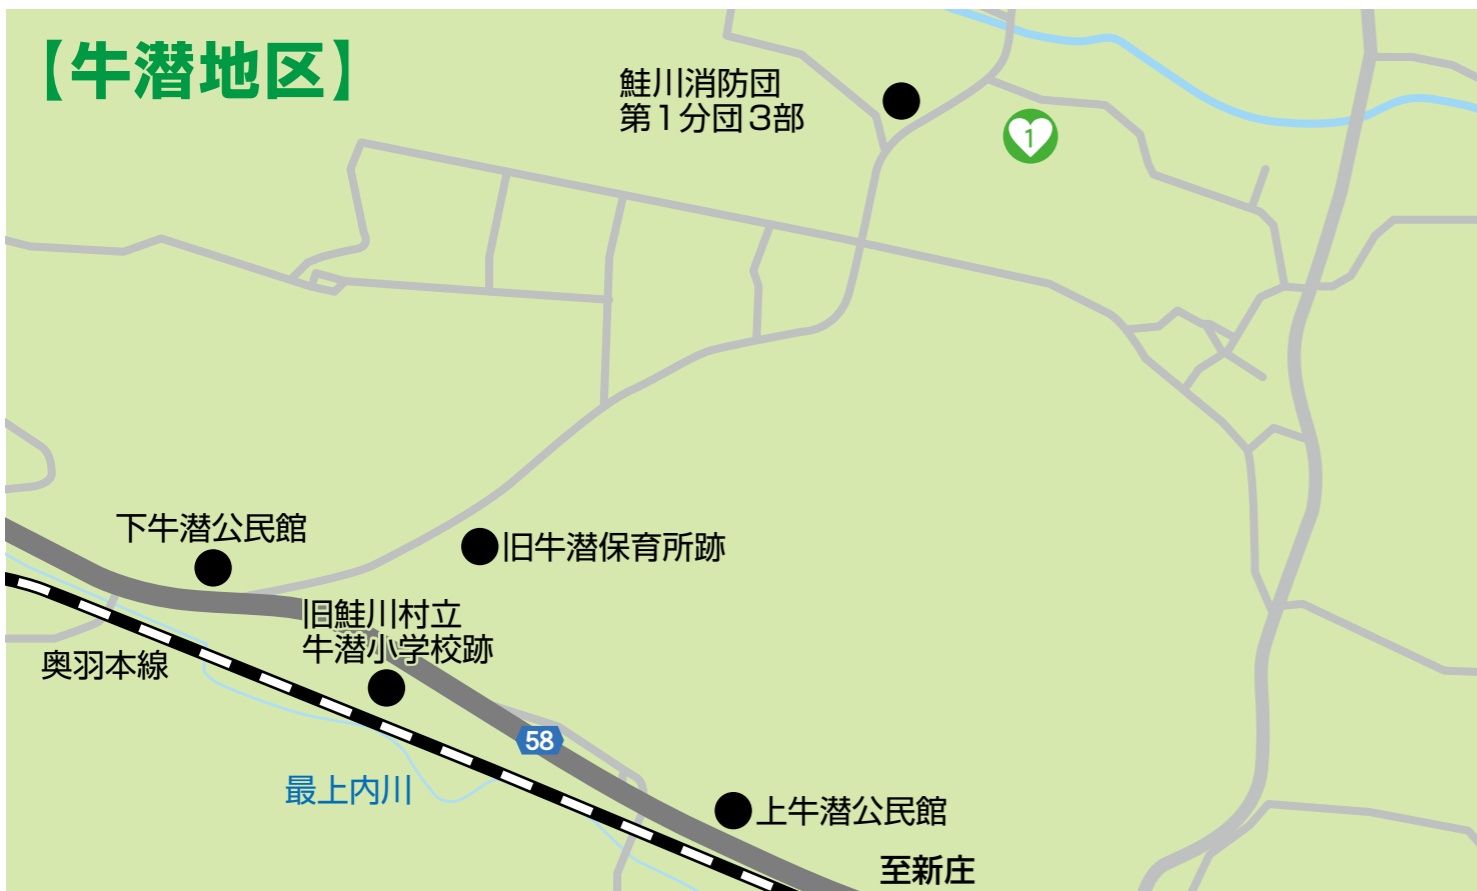 【牛潜地区】
鮭川消防団
第1分団3部
1
下牛潜公民館
旧牛潜保育所跡
旧鮭川村立
牛潜小学校跡
奥羽本線
58
最上内川
上牛潜公民館
至新庄